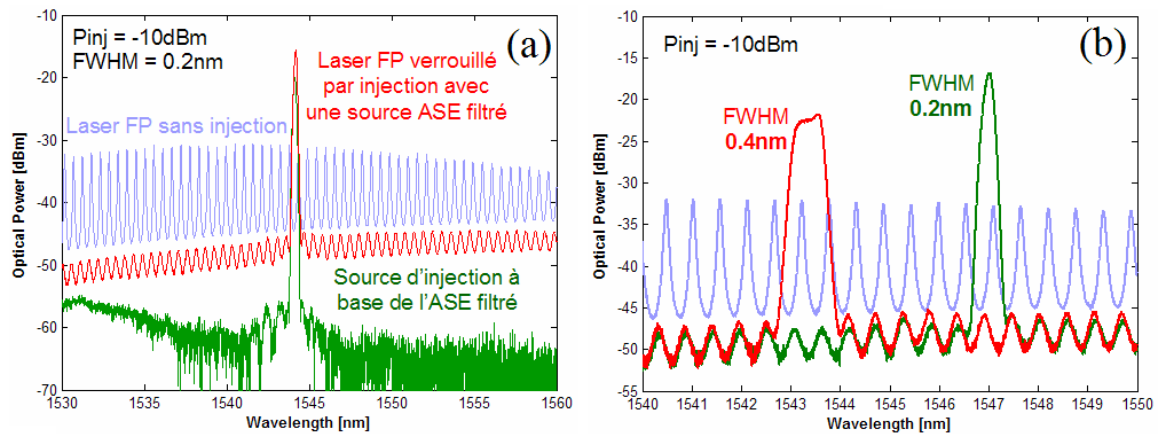 Pinj = -10dBm
FWHM = 0.2nm
(a)
Laser FP verrouillé
par injection avec
une source ASE filtré
Laser FP sans injection
Source d'injection à
base de l'ASE filtré
Optical Power [dBm]
-10
-20
-30
-40
-50
-60
-70
1530
1535
1540
1545
1550
1555
1560
Wavelength [nm]
Pinj = -10dBm
(b)
FWHM
0.4nm
FWHM
0.2nm
Optical Power [dBm]
-10
-15
-20
-25
-30
-35
-40
-45
-50
-55
1540
1541
1542
1543
1544
1545
1546
1547
1548
1549
1550
Wavelength [nm]